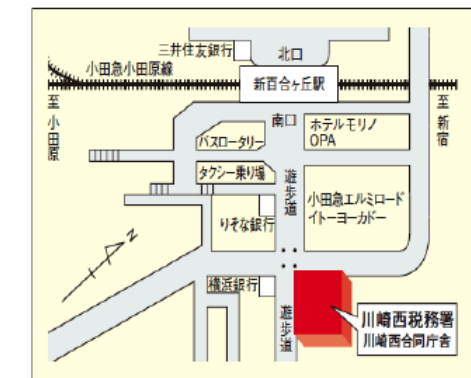 三井住友銀行
北口
小田急小田原線
新百合ヶ丘駅
至小田原
至新宿
南口
ホテルモリノ
OPA
バスロータリー
タクシー乗り場
遊歩道
小田急エルミロード
イトーヨーカドー
りそな銀行
N
横浜銀行
遊歩道
川崎西税務署
川崎西合同庁舎